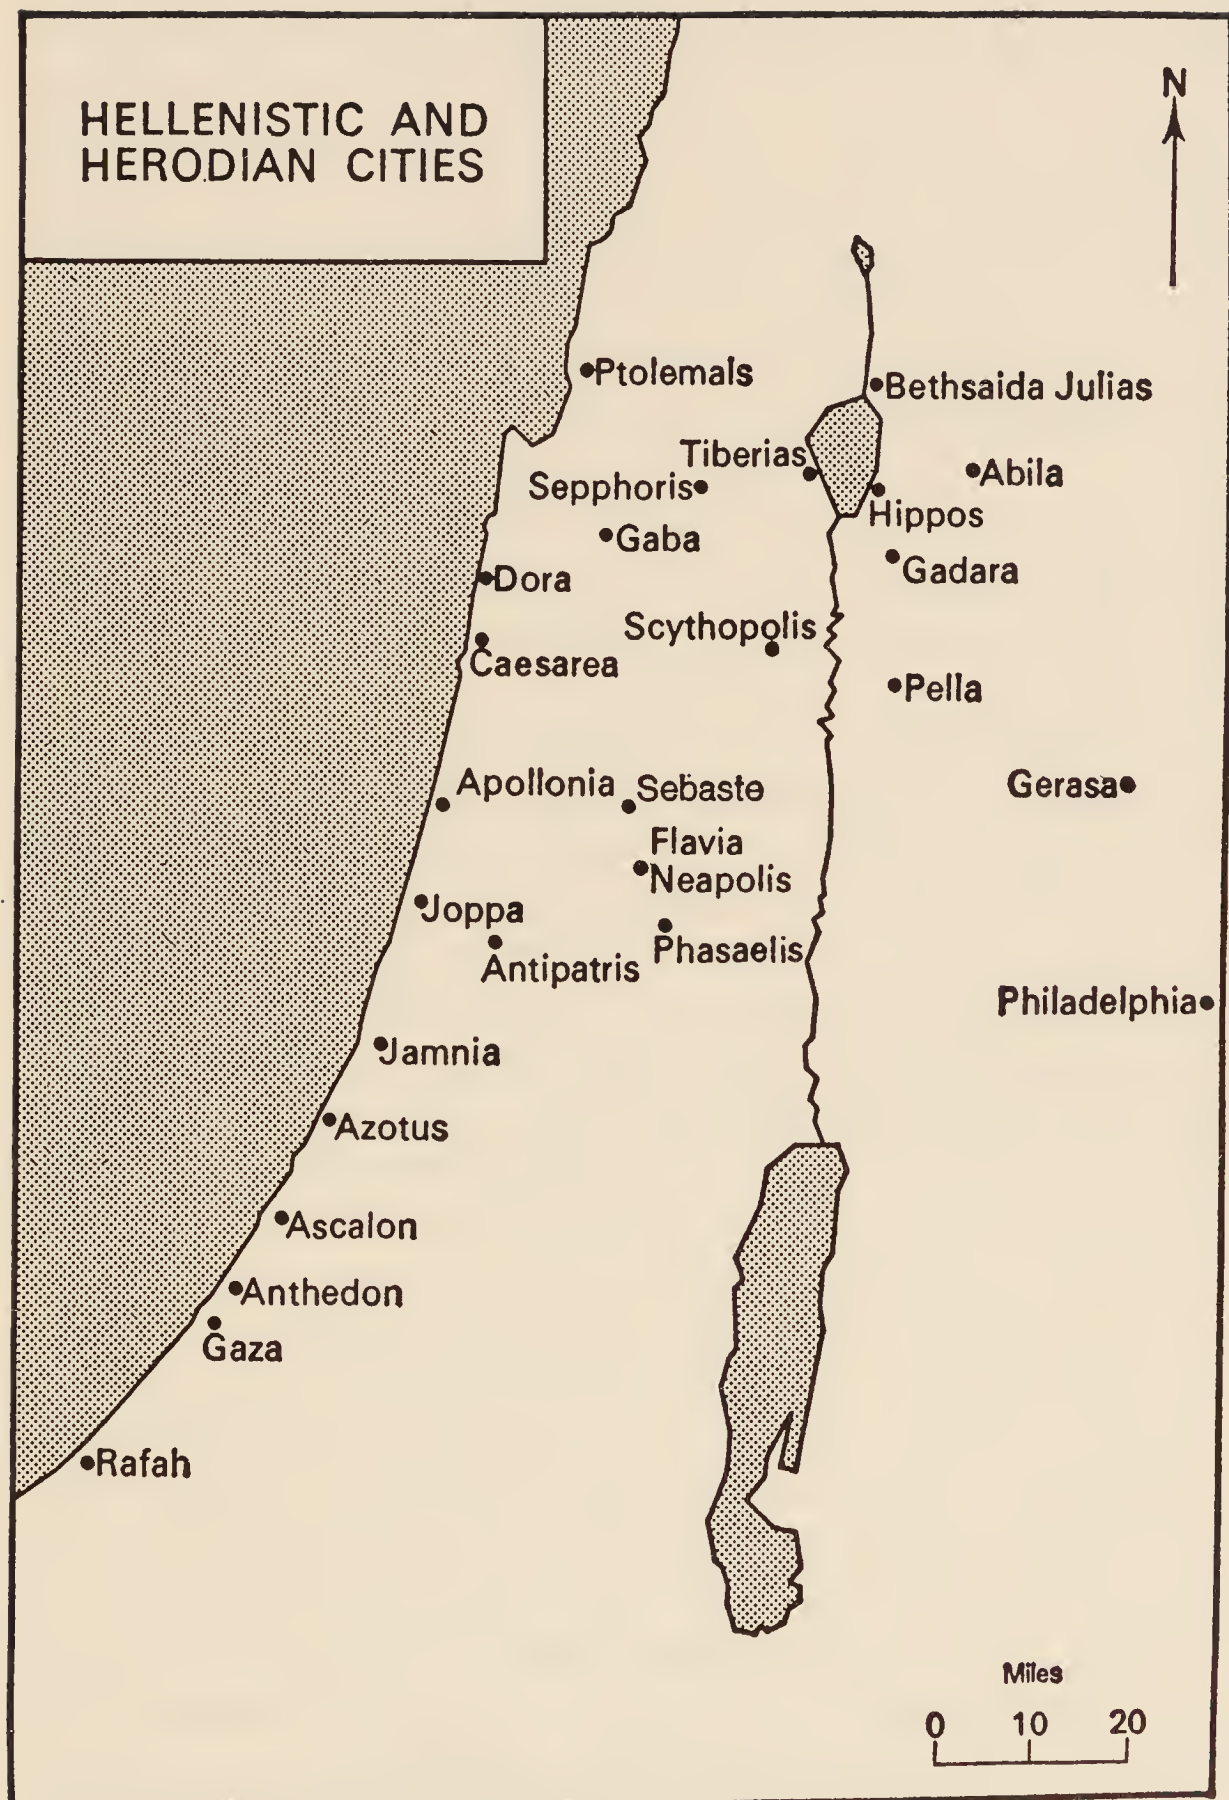 HELLENISTIC AND
HERODIAN CITIES
N
Ptolemais
Bethsaida Julias
Tiberias
Abila
Sepphoris
Hippos
Gaba
Gadara
Dora
Scythopolis
Caesarea
Pella
Apollonia
Sebaste
Gerasa
Flavia
Neapolis
Joppa
Phasaelis
Antipatris
Philadelphia
Jamnia
Azotus
Ascalon
Anthedon
Gaza
Rafah
Miles
0 10 20